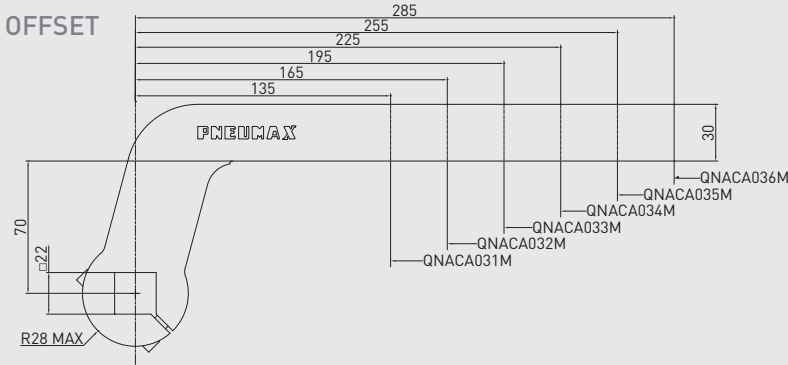 OFFSET
285
255
225
195
165
135
PNEUMAX
30
QNACA036M
QNACA035M
QNACA034M
QNACA033M
QNACA032M
QNACA031M
70
□22
R28 MAX